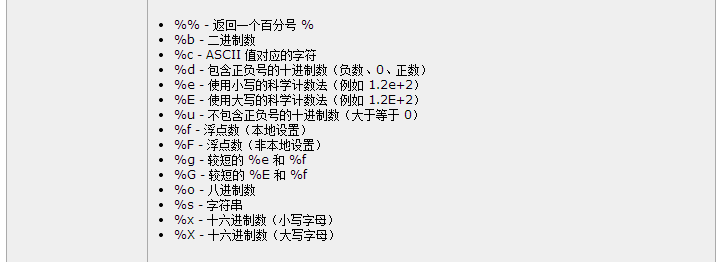 %% - 返回一个百分号 %
%b - 二进制数
%c - ASCII 值对应的字符
%d - 包含正负号的十进制数（负数、0、正数）
%e - 使用小写的科学计数法（例如 1.2e+2）
%E - 使用大写的科学计数法（例如 1.2E+2）
%u - 不包含正负号的十进制数（大于等于 0）
%f - 浮点数（本地设置）
%F - 浮点数（非本地设置）
%g - 较短的 %e 和 %f
%G - 较短的 %E 和 %f
%o - 八进制数
%s - 字符串
%x - 十六进制数（小写字母）
%X - 十六进制数（大写字母）